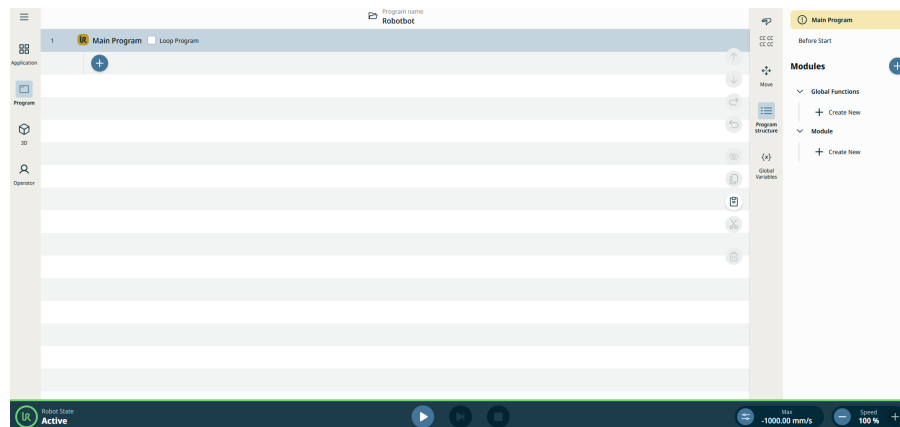 Program name
Robotbot
1 Main Program Loop Program
Application
Program
3D
Operator
CC CC
CC CC
Move
Program
structure
{x}
Global
Variables
Main Program
Before Start
Modules
Global Functions
Create New
Module
Create New
Robot State
Active
Max
-1000.00 mm/s
Speed
100 %